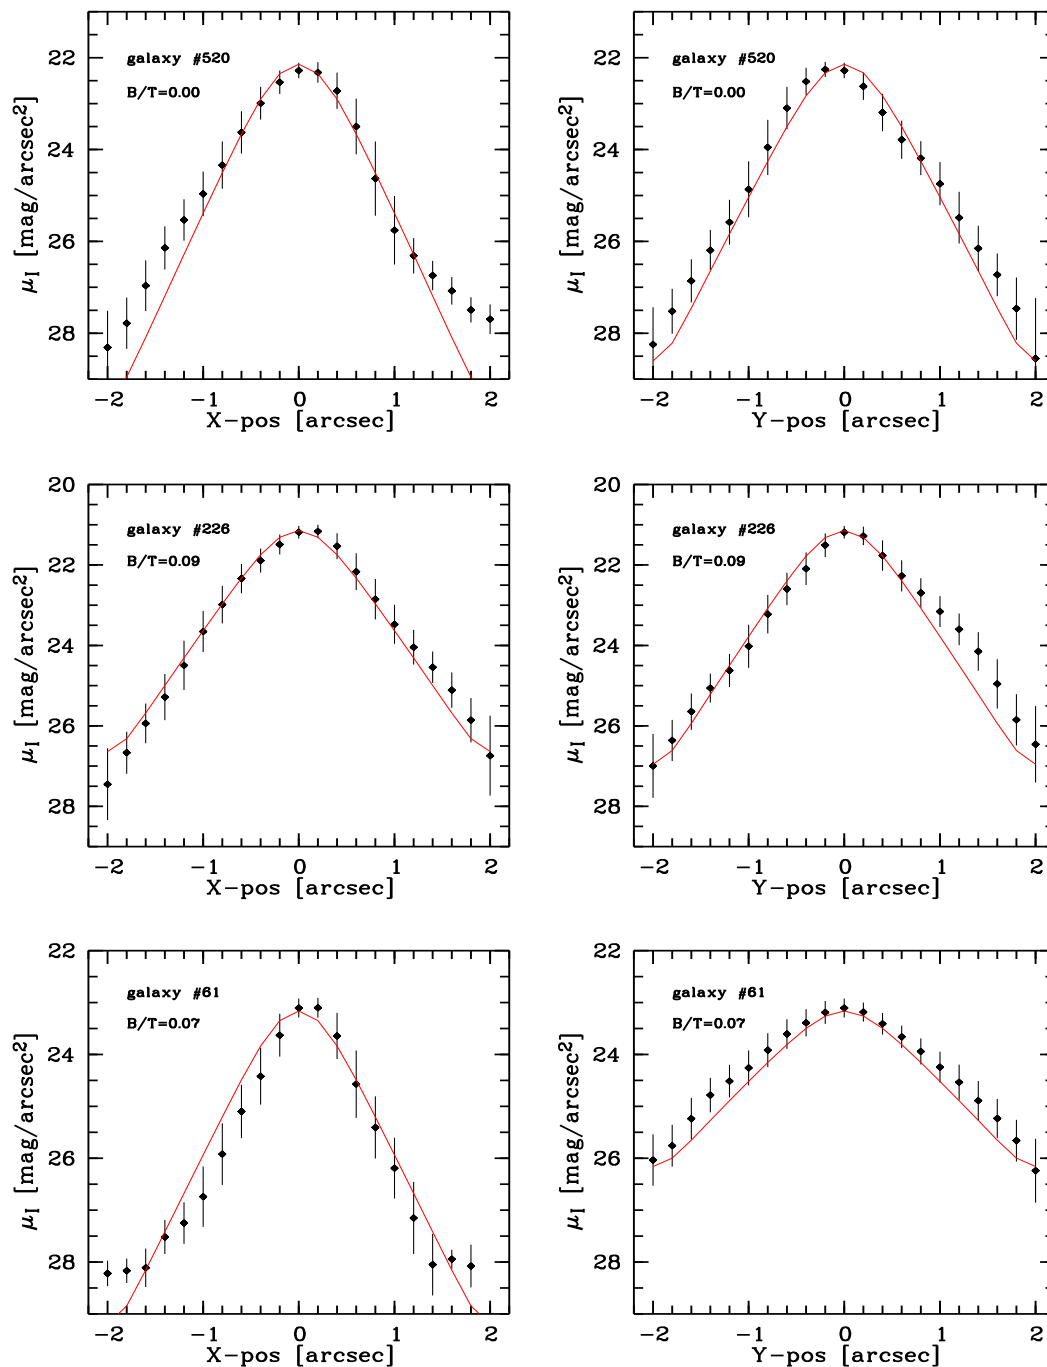 22
24
26
28
μI [mag/arcsec2]
galaxy #520
B/T=0.00
−2 −1 0 1 2
X−pos [arcsec]
22
24
26
28
μI [mag/arcsec2]
galaxy #520
B/T=0.00
−2 −1 0 1 2
Y−pos [arcsec]
20
22
24
26
28
μI [mag/arcsec2]
galaxy #226
B/T=0.09
−2 −1 0 1 2
X−pos [arcsec]
20
22
24
26
28
μI [mag/arcsec2]
galaxy #226
B/T=0.09
−2 −1 0 1 2
Y−pos [arcsec]
22
24
26
28
μI [mag/arcsec2]
galaxy #61
B/T=0.07
−2 −1 0 1 2
X−pos [arcsec]
22
24
26
28
μI [mag/arcsec2]
galaxy #61
B/T=0.07
−2 −1 0 1 2
Y−pos [arcsec]